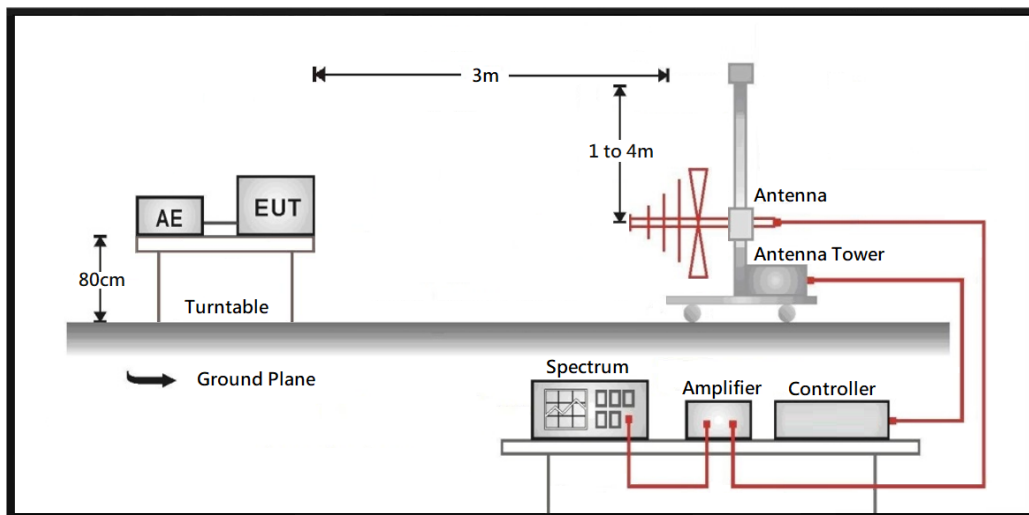 3m
1 to 4m
Antenna
AE
EUT
Antenna Tower
80cm
Turntable
Ground Plane
Spectrum
Amplifier
Controller